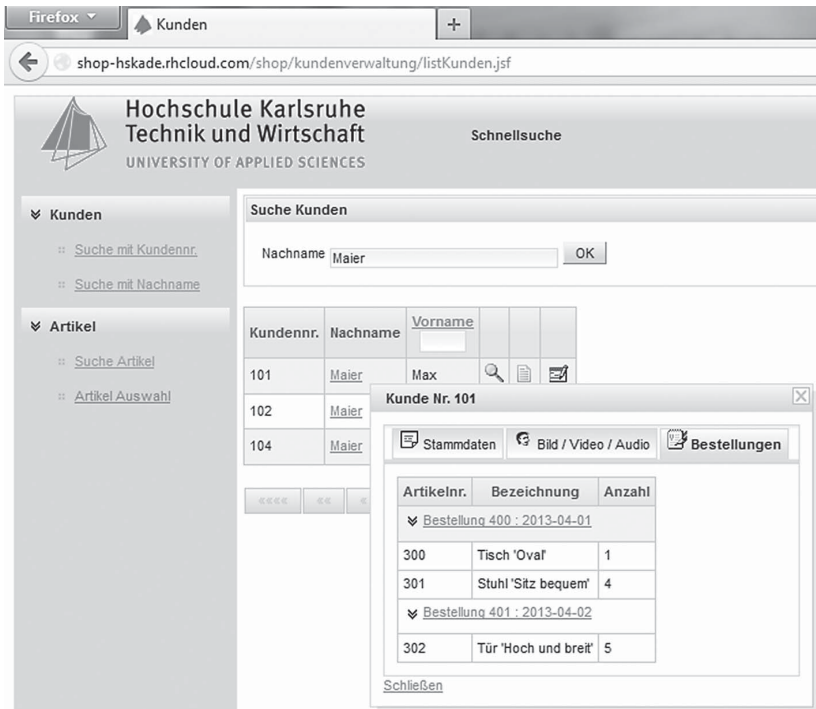 Firefox
Kunden
+
shop-hskade.rhcloud.com/shop/kundenverwaltung/listKunden.jsf
Hochschule Karlsruhe
Technik und Wirtschaft
UNIVERSITY OF APPLIED SCIENCES
Schnellsuche
Kunden
Suche mit Kundennr.
Suche mit Nachname
Artikel
Suche Artikel
Artikel Auswahl
Suche Kunden
Nachname Maier OK
Kundennr. Nachname Vorname
101 Maier Max
102 Maier
104 Maier
«««« «« «
Kunde Nr. 101
Stammdaten Bild / Video / Audio Bestellungen
Artikelnr. Bezeichnung Anzahl
Bestellung 400 : 2013-04-01
300 Tisch 'Oval' 1
301 Stuhl 'Sitz bequem' 4
Bestellung 401 : 2013-04-02
302 Tür 'Hoch und breit' 5
Schließen